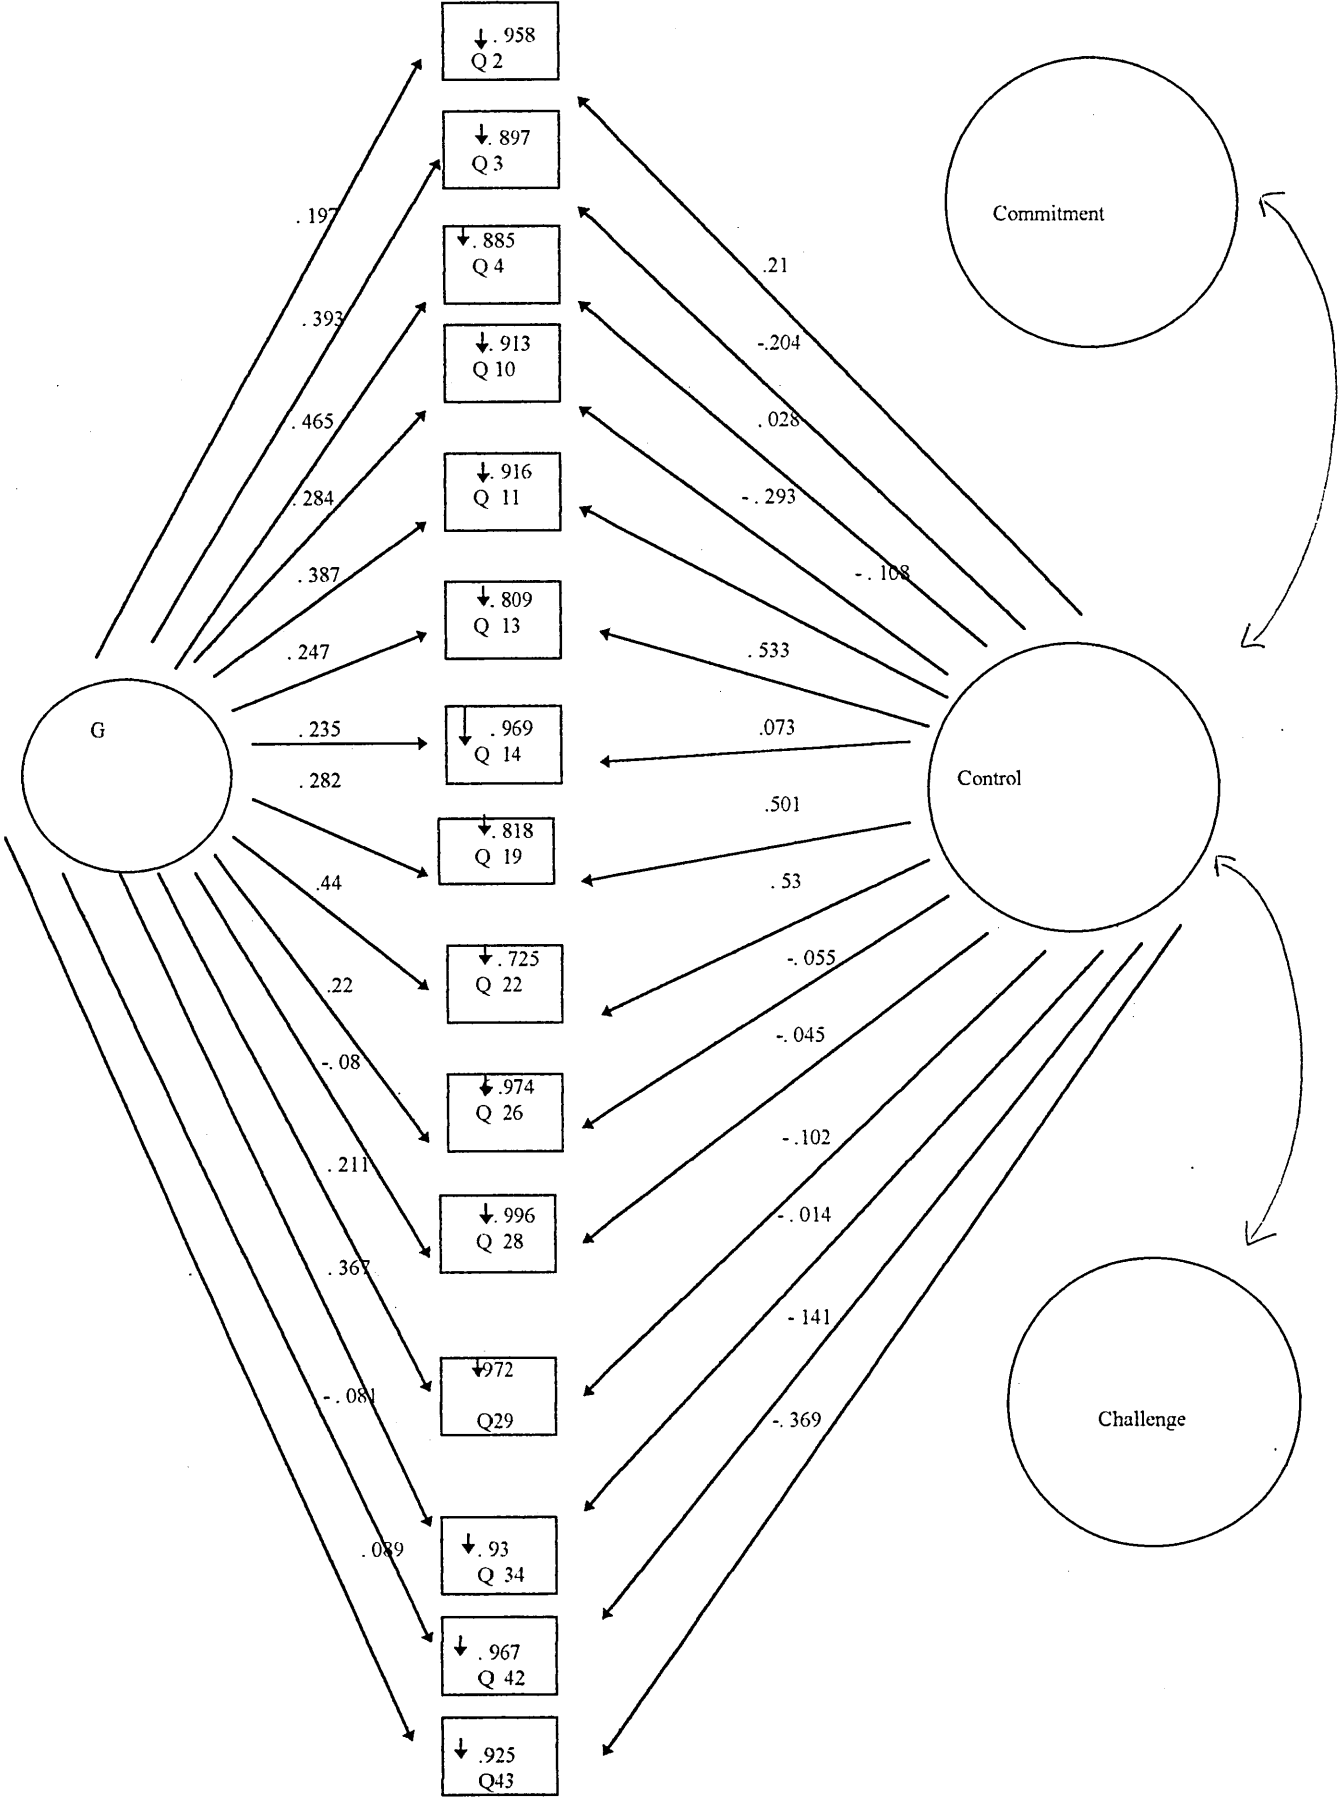 . 958
Q 2
. 897
Q 3
. 197
Commitment
. 885
Q 4
.21
. 393
. 913
Q 10
-.204
. 465
. 028
. 916
Q 11
. 284
- . 293
. 387
- . 108
. 809
Q 13
. 247
. 533
G
. 235
. 969
Q 14
.073
. 282
Control
.501
. 818
Q 19
.44
. 53
. 725
Q 22
.22
-. 055
-. 08
-. 045
.974
Q 26
. 211
-. 102
. 996
Q 28
- . 014
. 367
- 141
972
Q29
- . 081
-. 369
Challenge
. 089
. 93
Q 34
. 967
Q 42
.925
Q43